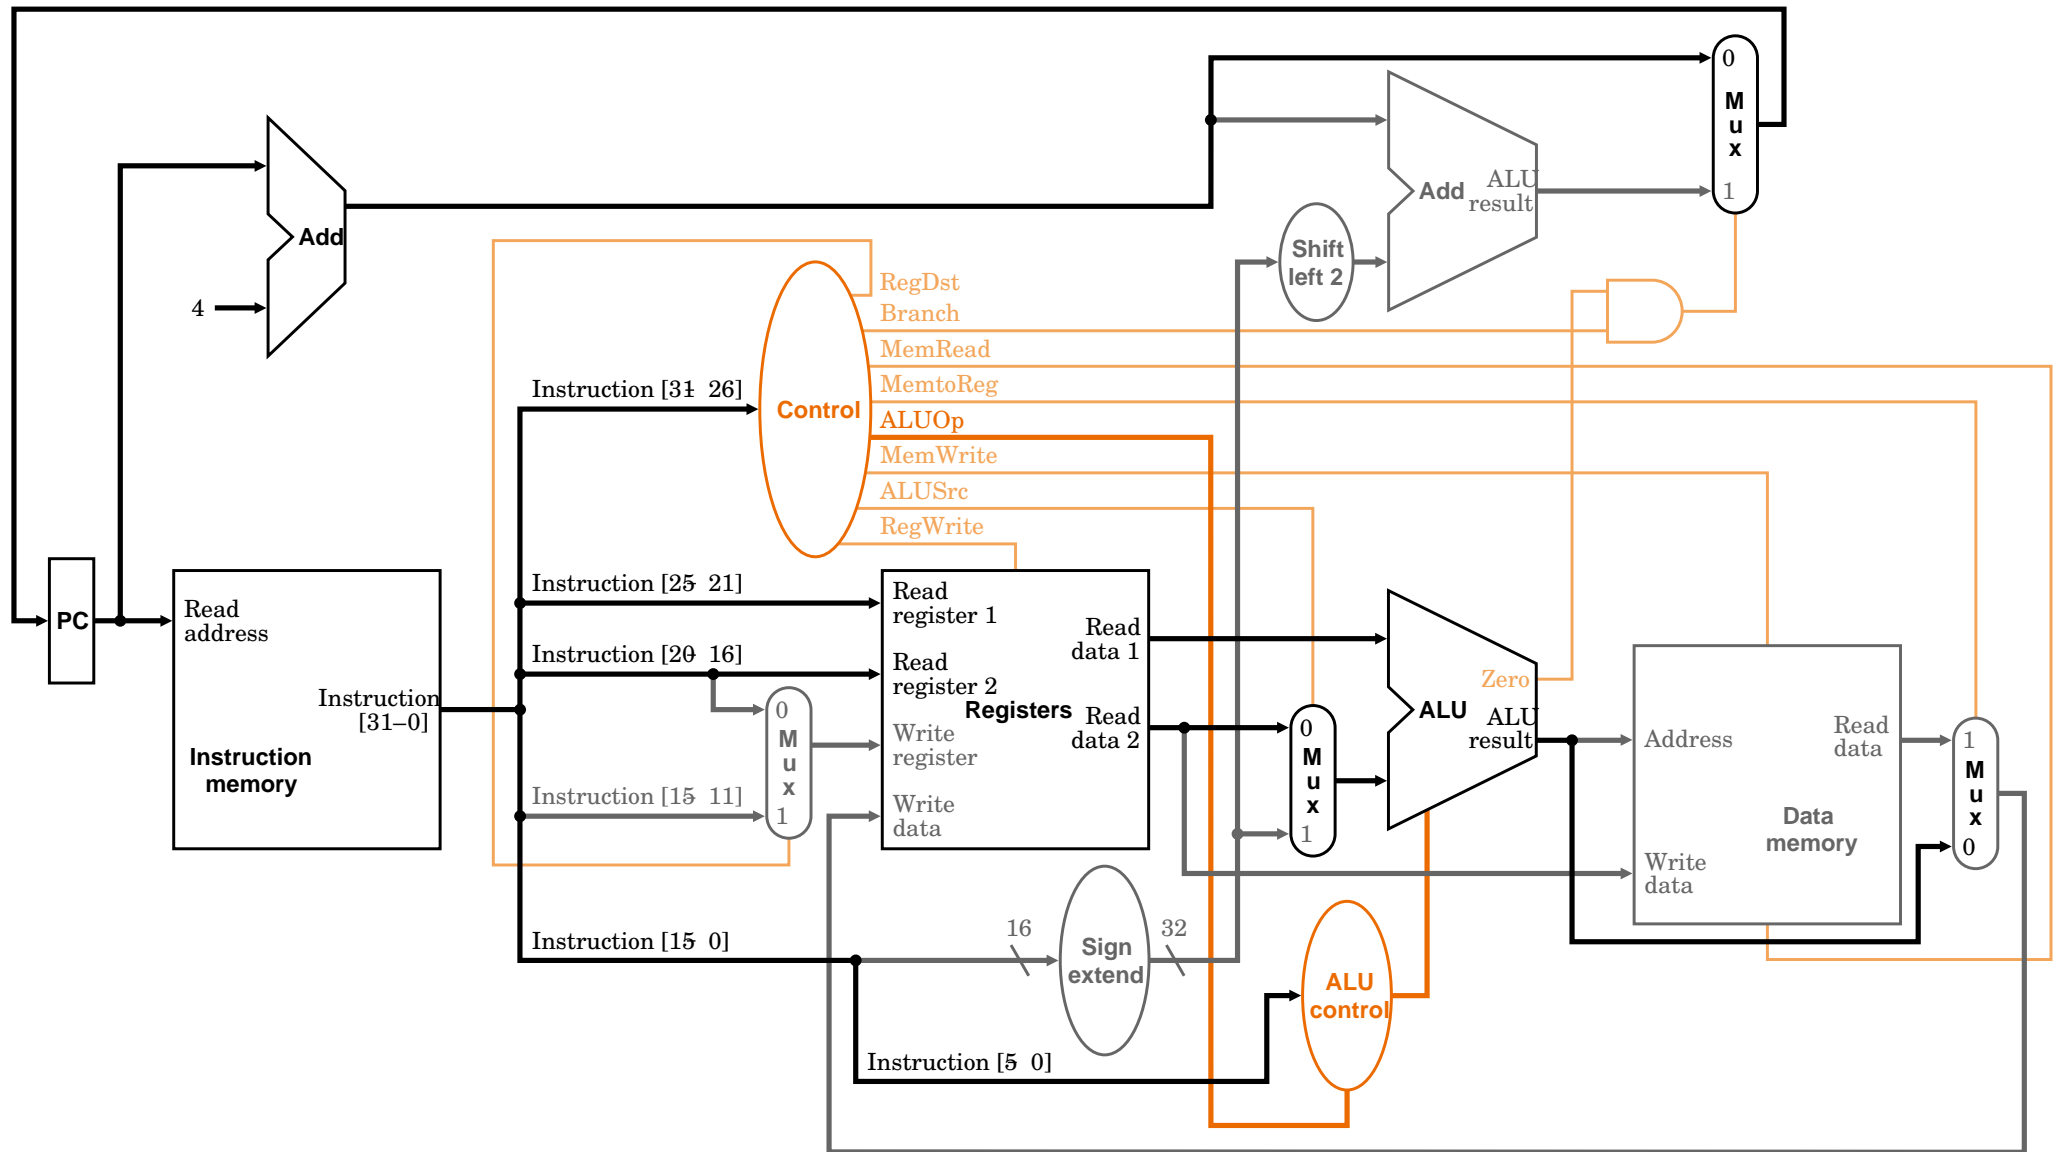 0
M
u
x
1
Add
ALU
result
Shift
left 2
Add
4
RegDst
Branch
MemRead
MemtoReg
ALUOp
MemWrite
ALUSrc
RegWrite
Control
Instruction [31– 26]
Instruction [25– 21]
Instruction [20– 16]
Instruction [15– 11]
Instruction [15– 0]
Instruction [5– 0]
PC
Read
address
Instruction
[31–0]
Instruction
memory
0
M
u
x
1
Read
register 1
Read
register 2
Write
register
Write
data
Registers
Read
data 1
Read
data 2
0
M
u
x
1
Zero
ALU
ALU
result
Address
Write
data
Read
data
Data
memory
1
M
u
x
0
16
Sign
extend
32
ALU
control